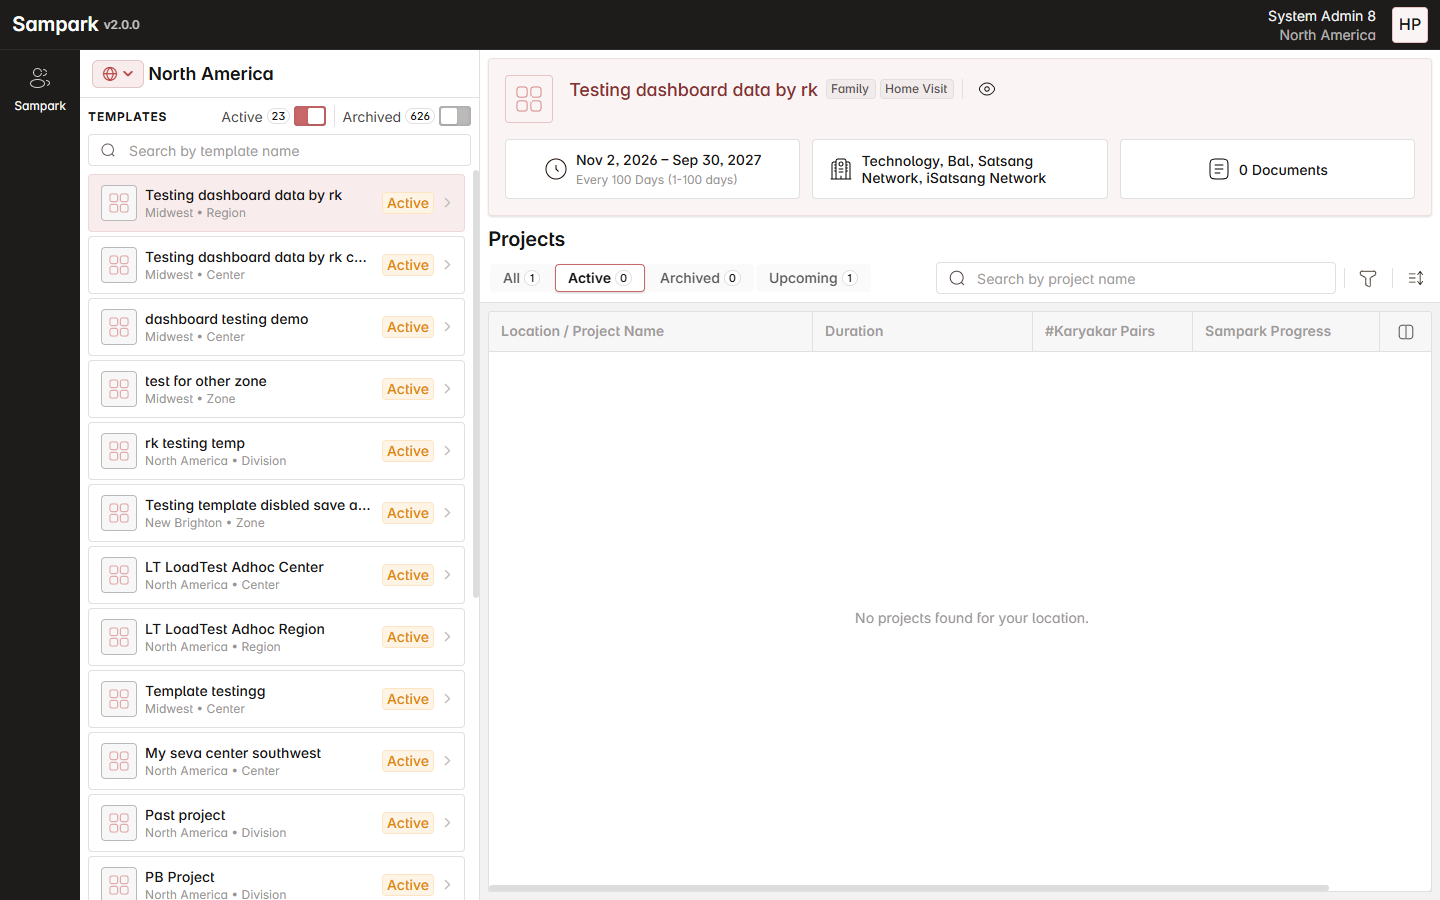 Sampark v2.0.0
System Admin 8
North America
HP
Sampark
North America
TEMPLATES
Active 23
Archived 626
Search by template name
Testing dashboard data by rk
Midwest • Region
Active
Testing dashboard data by rk c...
Midwest • Center
Active
dashboard testing demo
Midwest • Center
Active
test for other zone
Midwest • Zone
Active
rk testing temp
North America • Division
Active
Testing template disbled save a...
New Brighton • Zone
Active
LT LoadTest Adhoc Center
North America • Center
Active
LT LoadTest Adhoc Region
North America • Region
Active
Template testingg
Midwest • Center
Active
My seva center southwest
North America • Center
Active
Past project
North America • Division
Active
PB Project
North America • Division
Active
Testing dashboard data by rk
Family
Home Visit
Nov 2, 2026 – Sep 30, 2027
Every 100 Days (1-100 days)
Technology, Bal, Satsang
Network, iSatsang Network
0 Documents
Projects
All 1
Active 0
Archived 0
Upcoming 1
Search by project name
Location / Project Name
Duration
#Karyakar Pairs
Sampark Progress
No projects found for your location.